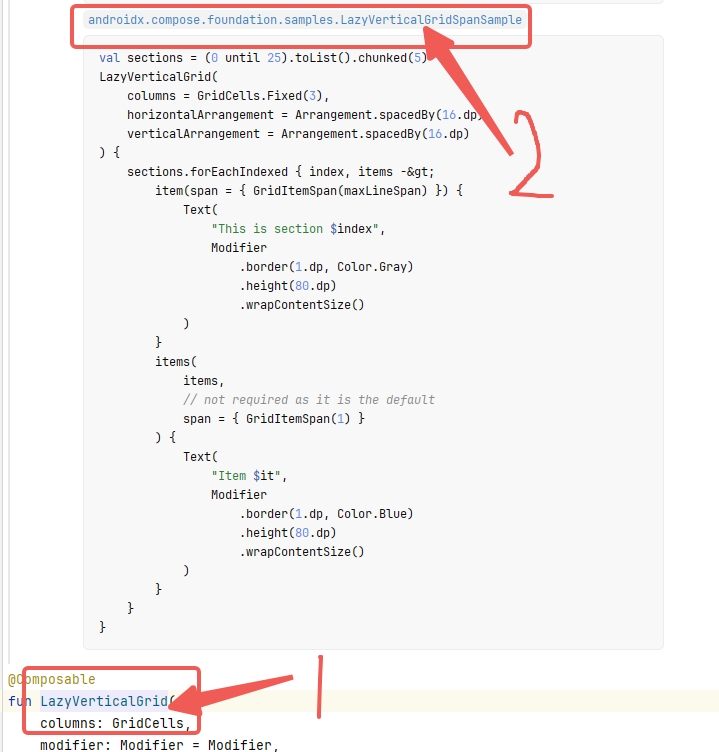 androidx.compose.foundation.samples.LazyVerticalGridSpanSample
val sections = (0 until 25).toList().chunked(5)
LazyVerticalGrid(
    columns = GridCells.Fixed(3),
    horizontalArrangement = Arrangement.spacedBy(16.dp),
    verticalArrangement = Arrangement.spacedBy(16.dp)
) {
    sections.forEachIndexed { index, items -&gt;
        item(span = { GridItemSpan(maxLineSpan) }) {
            Text(
                "This is section $index",
                Modifier
                    .border(1.dp, Color.Gray)
                    .height(80.dp)
                    .wrapContentSize()
            )
        }
        items(
            items,
            // not required as it is the default
            span = { GridItemSpan(1) }
        ) {
            Text(
                "Item $it",
                Modifier
                    .border(1.dp, Color.Blue)
                    .height(80.dp)
                    .wrapContentSize()
            )
        }
    }
}
2
1
@Composable
fun LazyVerticalGrid(
    columns: GridCells,
    modifier: Modifier = Modifier,